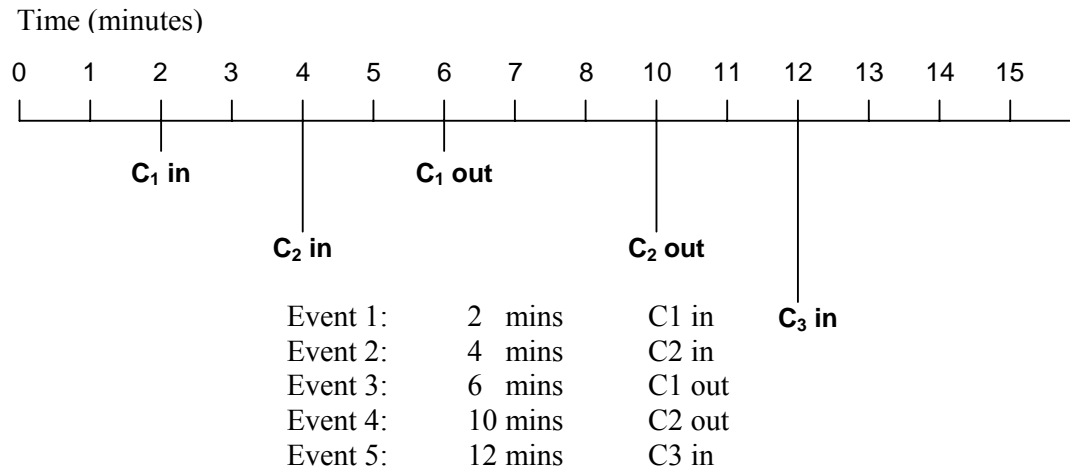 Time (minutes)
0 1 2 3 4 5 6 7 8 9 10 11 12 13 14 15
C₁ in C₁ out
C₂ in C₂ out
C₃ in
Event 1: 2 mins C1 in
Event 2: 4 mins C2 in
Event 3: 6 mins C1 out
Event 4: 10 mins C2 out
Event 5: 12 mins C3 in